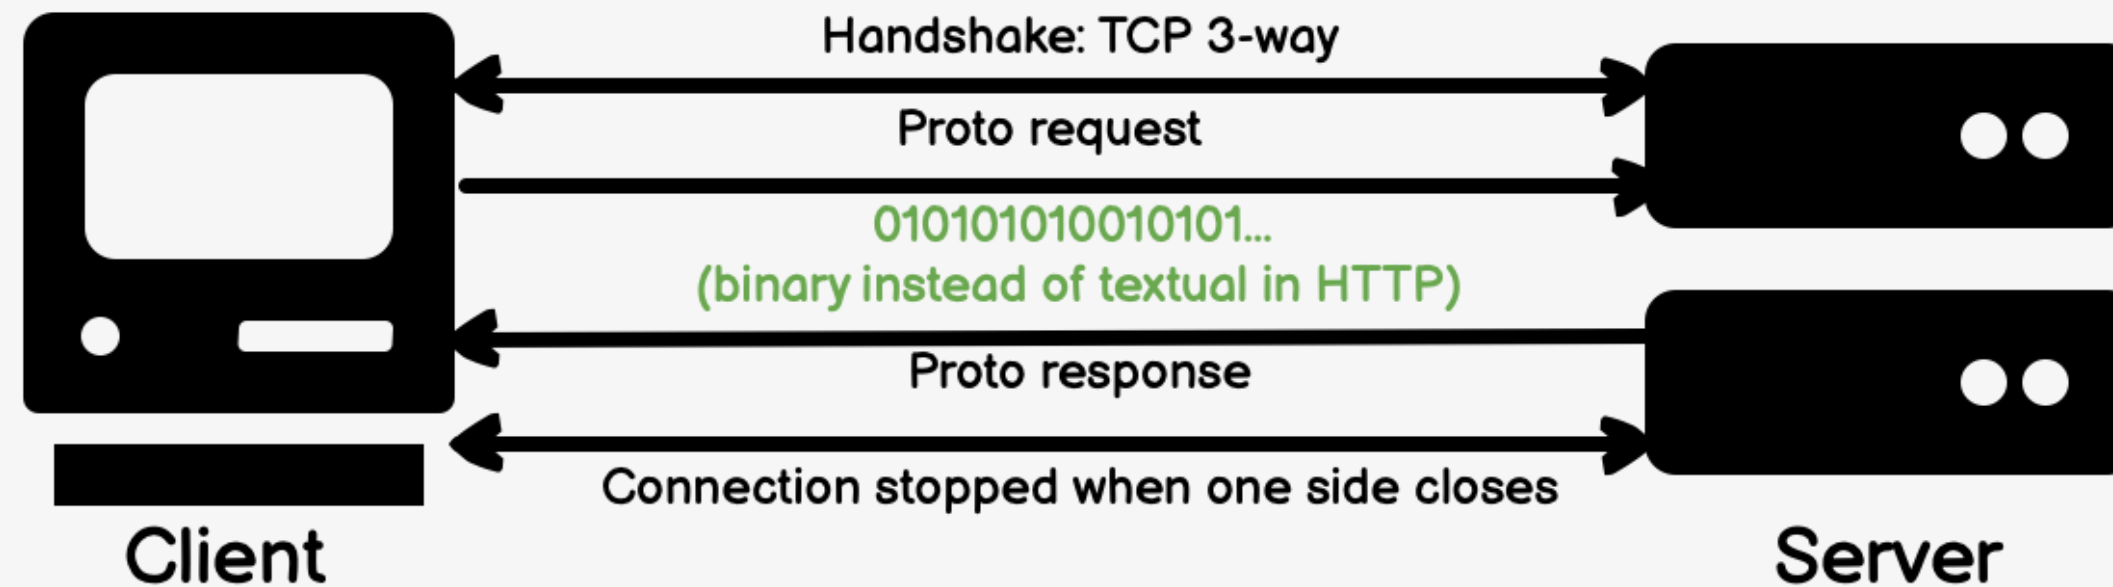 Handshake: TCP 3-way
Proto request
010101010010101...
(binary instead of textual in HTTP)
Proto response
Connection stopped when one side closes
Client
Server